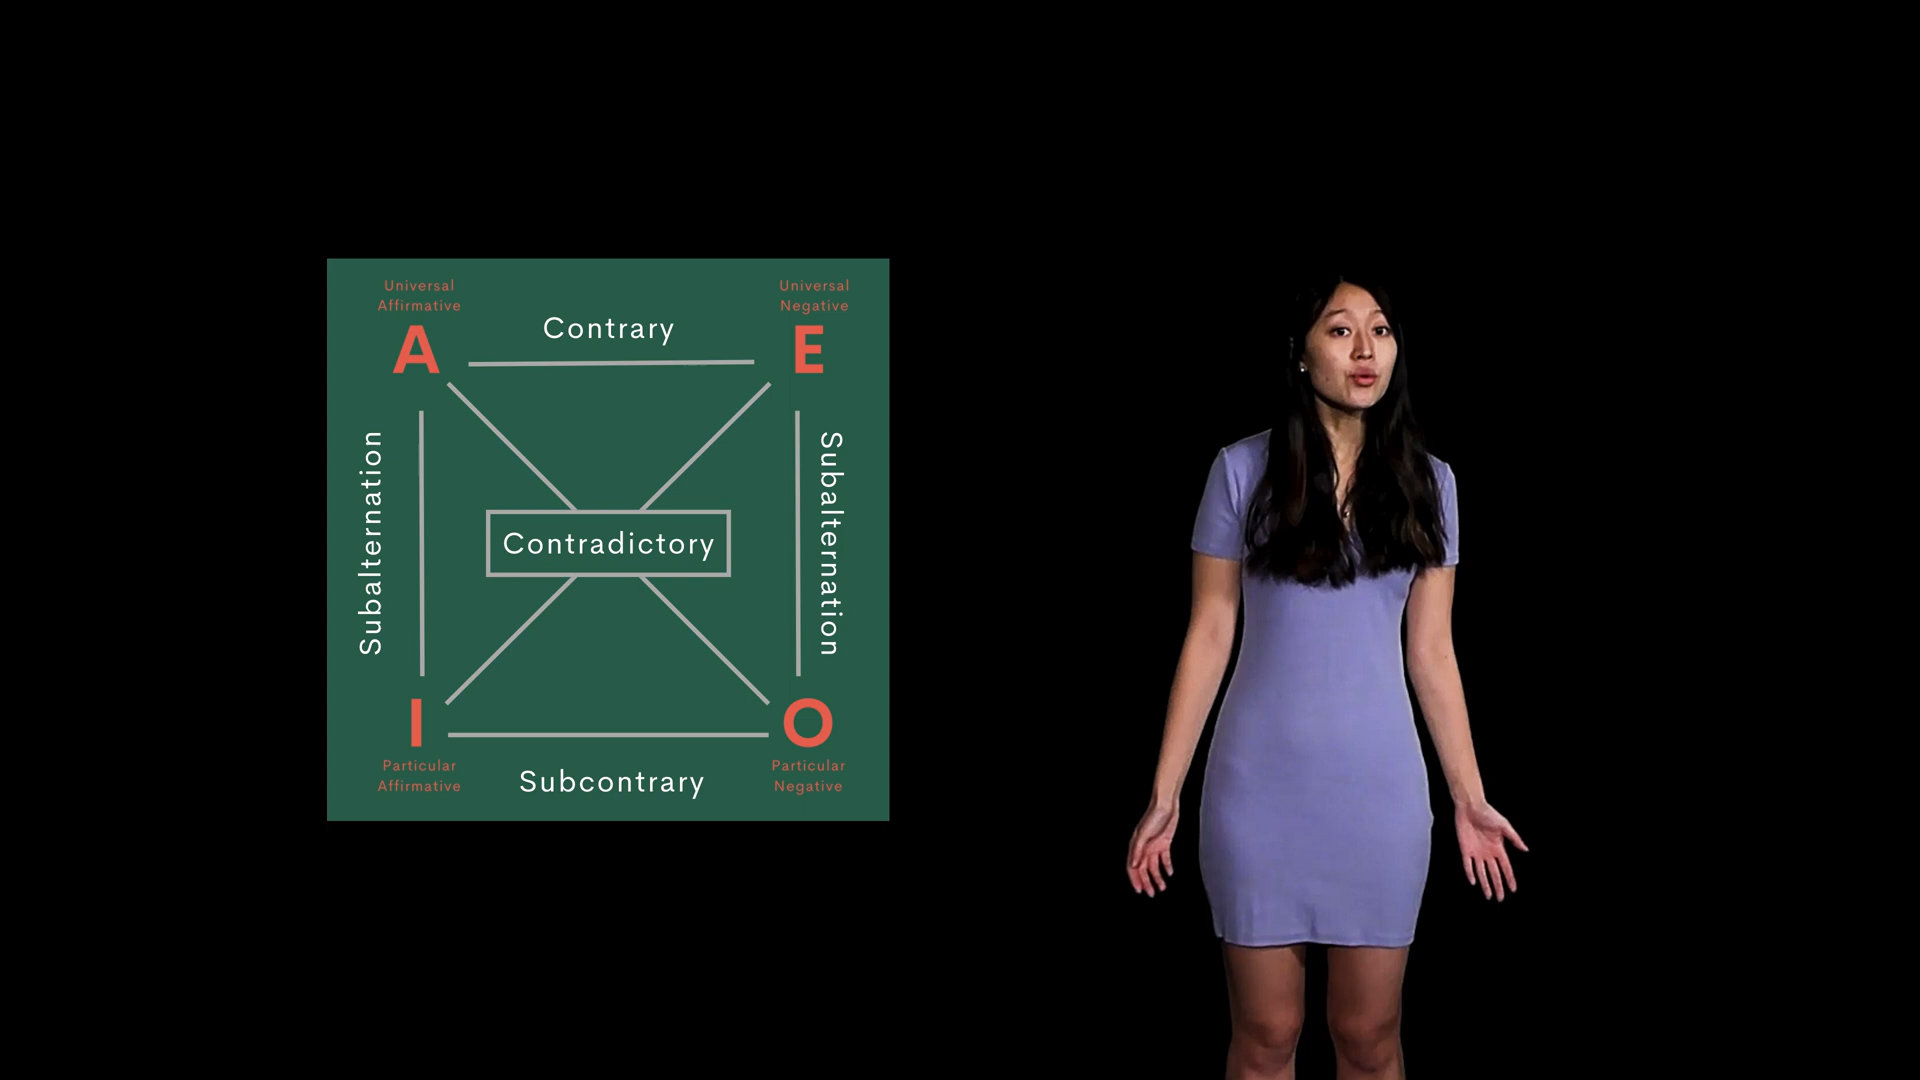 Universal
Affirmative
A
Contrary
Universal
Negative
E
Subalternation
Contradictory
Subalternation
I
Particular
Affirmative
Subcontrary
O
Particular
Negative